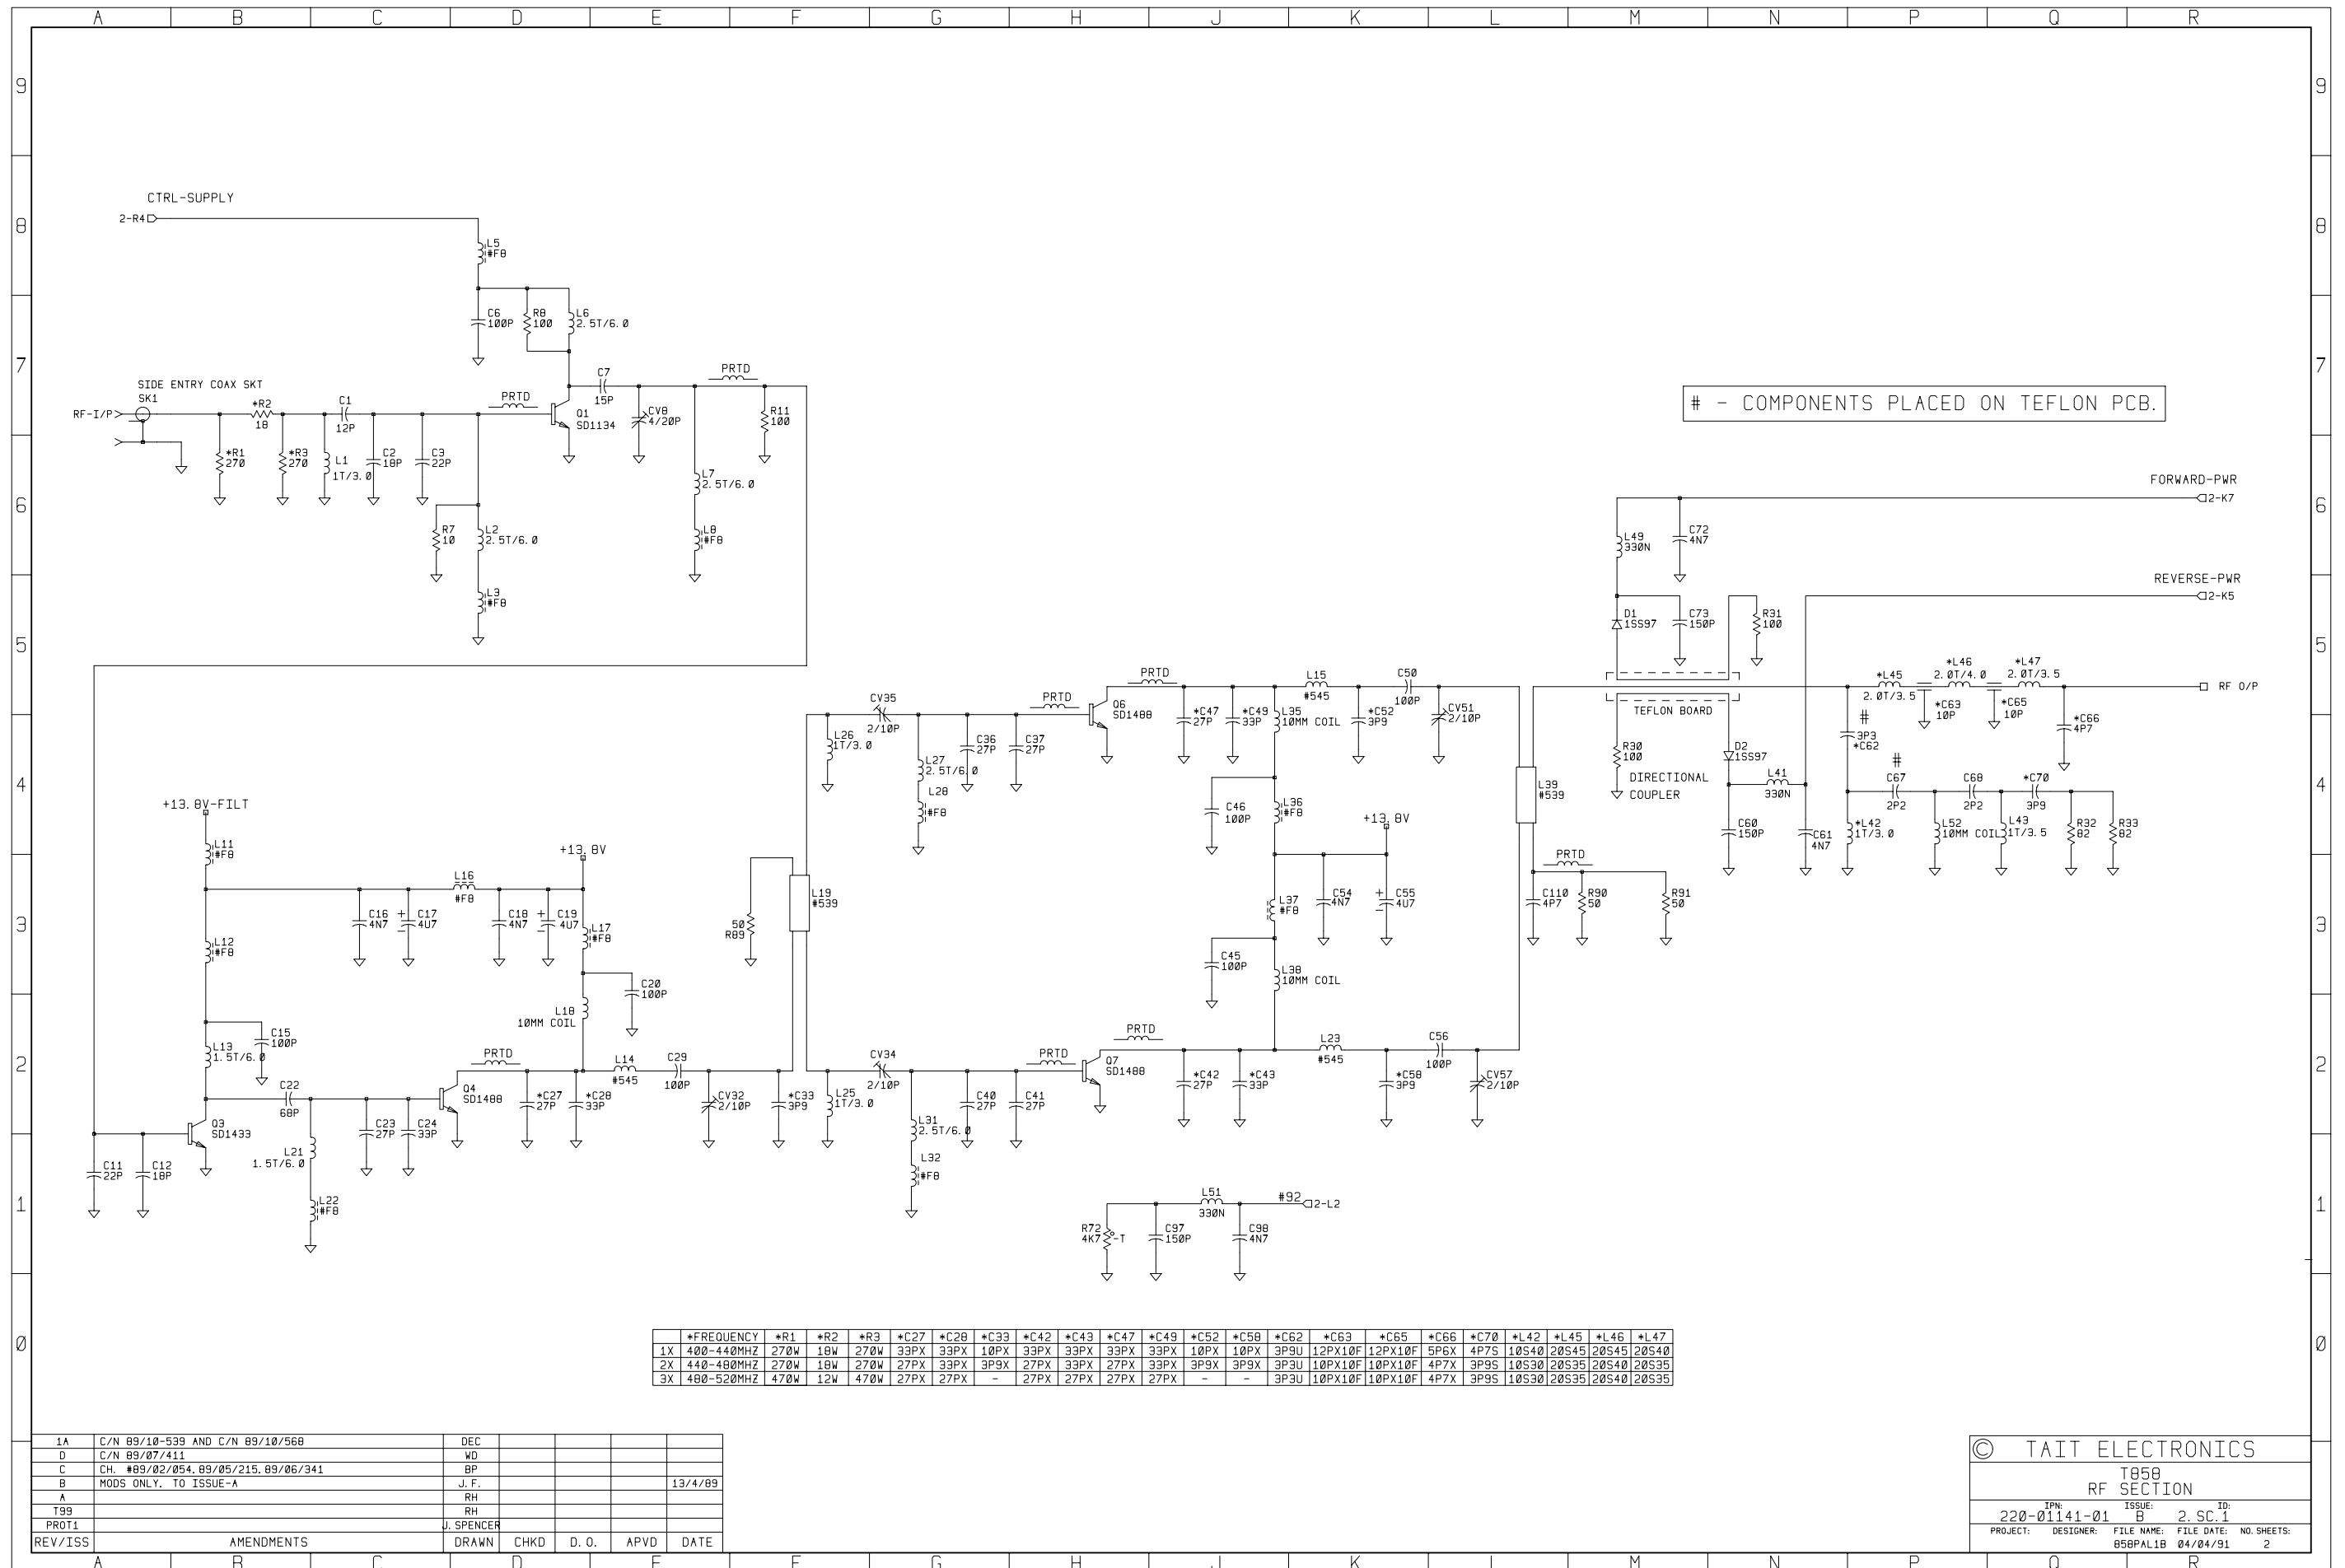 A B C D E F G H J K L M N P Q R
9 9
CTRL-SUPPLY
2-R4
8 8
L5
#F8
C6
100P
R8
100
L6
2.5T/6.0
7 7
SIDE ENTRY COAX SKT
SK1
RF-I/P
*R2
18
C1
12P
PRTD
C7
15P
PRTD
Q1
SD1134
CV8
4/20P
R11
100
# - COMPONENTS PLACED ON TEFLON PCB.
*R1
270
*R3
270
L1
1T/3.0
C2
18P
C3
22P
L7
2.5T/6.0
FORWARD-PWR
2-K7
6 6
R7
10
L2
2.5T/6.0
L8
#F8
L49
330N
C72
4N7
L3
#F8
REVERSE-PWR
2-K5
D1
1SS97
C73
150P
R31
100
5 5
CV35
2/10P
PRTD
PRTD
L15
#545
C50
100P
TEFLON BOARD
*L45
2.0T/3.5
*L46
2.0T/4.0
*L47
2.0T/3.5
RF O/P
L26
1T/3.0
C36
27P
C37
27P
Q6
SD1488
*C47
27P
*C49
33P
L35
10MM COIL
*C52
3P9
CV51
2/10P
#
3P3
*C62
*C63
10P
*C65
10P
*C66
4P7
L27
2.5T/6.0
R30
100
D2
1SS97
DIRECTIONAL
COUPLER
L41
330N
#
C67
2P2
C68
2P2
*C70
3P9
4 4
+13.8V-FILT
L28
#F8
C46
100P
L36
#F8
L39
#539
L11
#F8
+13.8V
+13.8V
C60
150P
C61
4N7
*L42
1T/3.0
L52
10MM COIL
L43
1T/3.5
R32
82
R33
82
PRTD
L16
#F8
L19
#539
C16
4N7
+ C17
- 4U7
C18
4N7
+ C19
- 4U7
L17
#F8
50
R89
L37
#F8
C54
4N7
+ C55
- 4U7
C110
4P7
R90
50
R91
50
3 3
L12
#F8
C45
100P
L38
10MM COIL
C20
100P
L18
10MM COIL
C15
100P
L13
1.5T/6.0
PRTD
L14
#545
C29
100P
CV34
2/10P
PRTD
PRTD
L23
#545
C56
100P
2 2
C22
68P
Q4
SD1488
*C27
27P
*C28
33P
CV32
2/10P
*C33
3P9
L25
1T/3.0
C40
27P
C41
27P
Q7
SD1488
*C42
27P
*C43
33P
*C58
3P9
CV57
2/10P
Q3
SD1433
C23
27P
C24
33P
L31
2.5T/6.0
L21
1.5T/6.0
C11
22P
C12
18P
L32
#F8
L22
#F8
1 1
L51
330N
#92
2-L2
R72
4K7
°-T
C97
150P
C98
4N7
0 0
*FREQUENCY *R1 *R2 *R3 *C27 *C28 *C33 *C42 *C43 *C47 *C49 *C52 *C58 *C62 *C63 *C65 *C66 *C70 *L42 *L45 *L46 *L47
1X 400-440MHZ 270W 18W 270W 33PX 33PX 10PX 33PX 33PX 33PX 33PX 10PX 10PX 3P9U 12PX10F 12PX10F 5P6X 4P7S 10S40 20S45 20S45 20S40
2X 440-480MHZ 270W 18W 270W 27PX 33PX 3P9X 27PX 33PX 27PX 33PX 3P9X 3P9X 3P3U 10PX10F 10PX10F 4P7X 3P9S 10S30 20S35 20S40 20S35
3X 480-520MHZ 470W 12W 470W 27PX 27PX - 27PX 27PX 27PX 27PX - - 3P3U 10PX10F 10PX10F 4P7X 3P9S 10S30 20S35 20S40 20S35
1A C/N 89/10-539 AND C/N 89/10/568 DEC
D C/N 89/07/411 WD
C CH. #89/02/054,89/05/215,89/06/341 BP
B MODS ONLY, TO ISSUE-A J.F. 13/4/89
A RH
T99 RH
PROT1 J.SPENCER
REV/ISS AMENDMENTS DRAWN CHKD D.O. APVD DATE
© TAIT ELECTRONICS
T858
RF SECTION
IPN: ISSUE: ID:
220-01141-01 B 2.SC.1
PROJECT: DESIGNER: FILE NAME: FILE DATE: NO.SHEETS:
858PAL1B 04/04/91 2
A B C D E F G H J K L M N P Q R